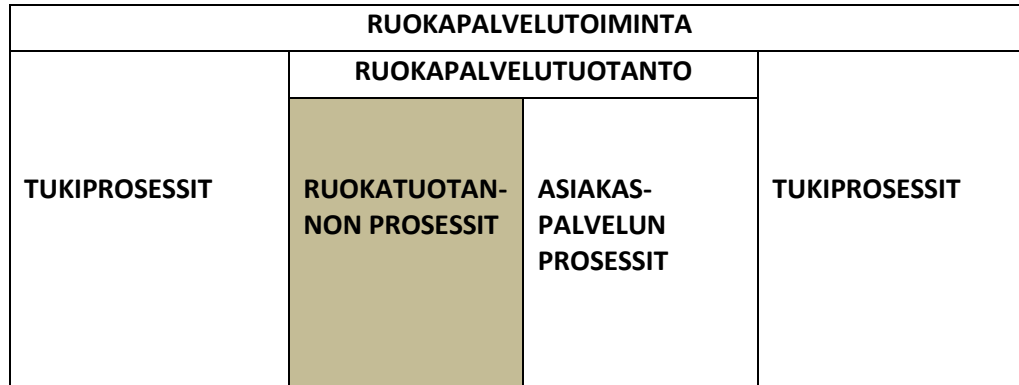 RUOKAPALVELUTOIMINTA
RUOKAPALVELUTUOTANTO
TUKIPROSESSIT
RUOKATUOTAN-
NON PROSESSIT
ASIAKAS-
PALVELUN
PROSESSIT
TUKIPROSESSIT